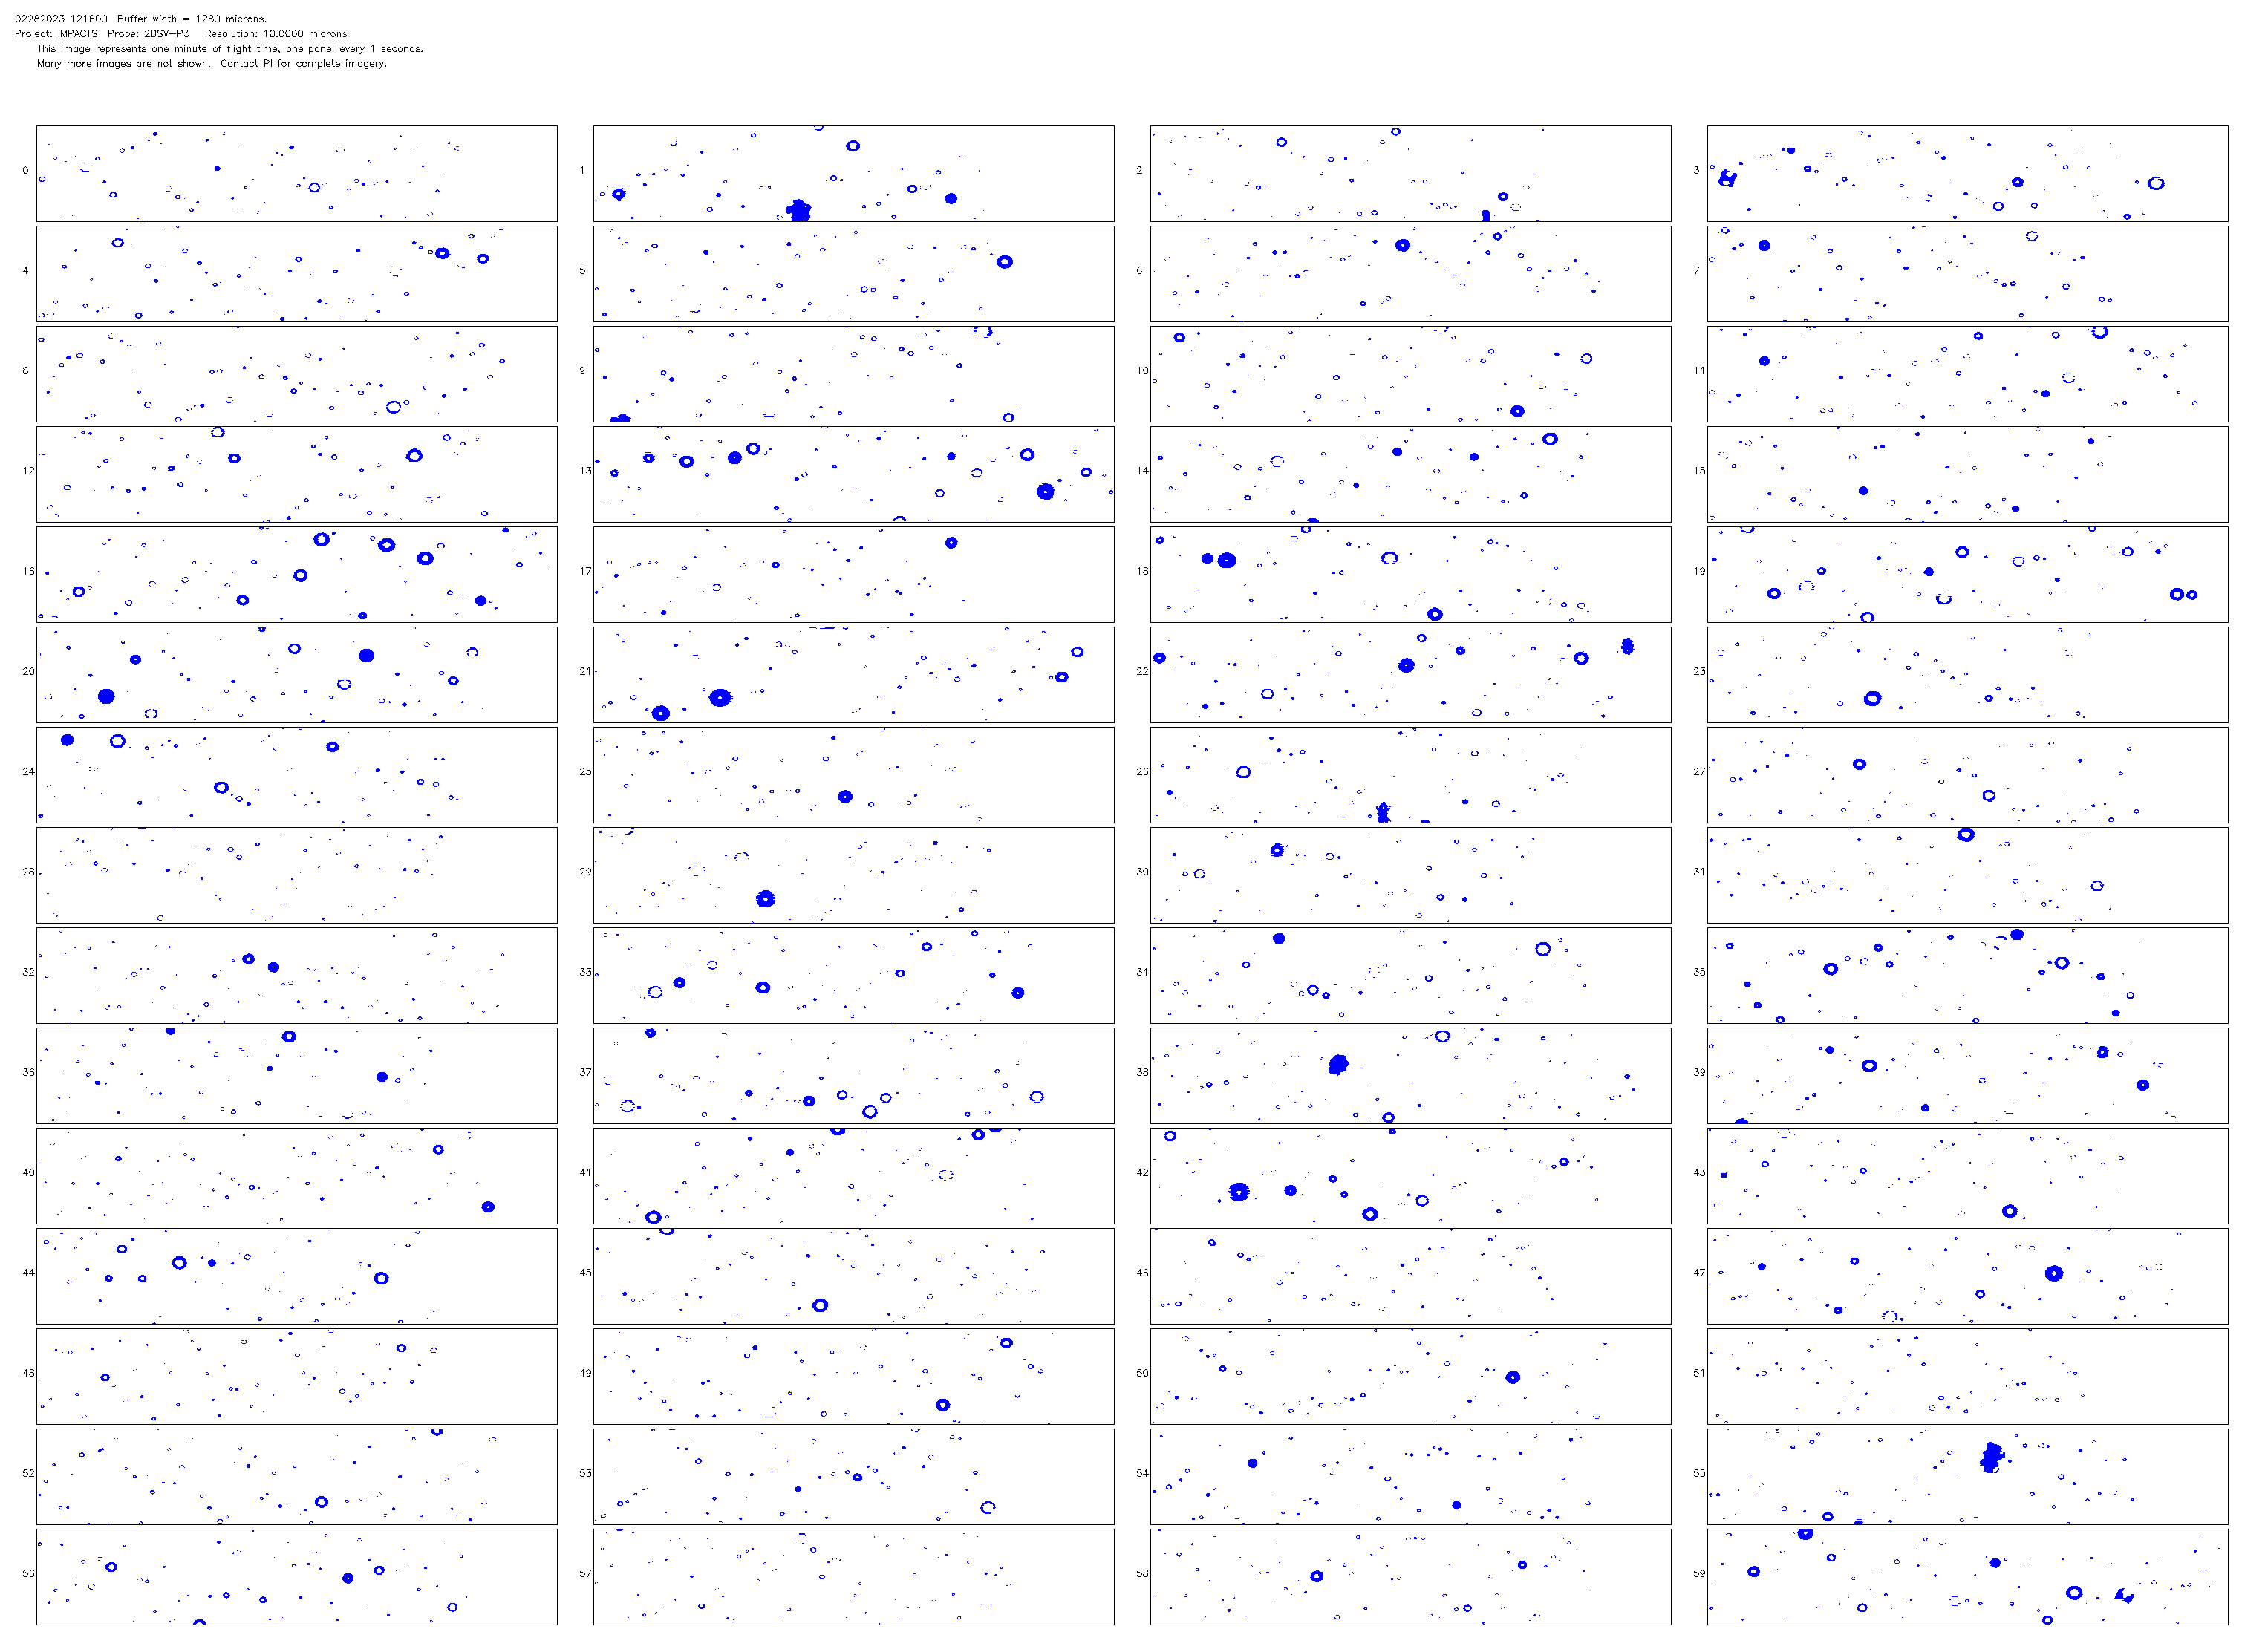 02282023 121600  Buffer width = 1280 microns.
Project: IMPACTS  Probe: 2DSV-P3    Resolution: 10.0000 microns
This image represents one minute of flight time, one panel every 1 seconds.
Many more images are not shown.  Contact PI for complete imagery.
0 1 2 3
4 5 6 7
8 9 10 11
12 13 14 15
16 17 18 19
20 21 22 23
24 25 26 27
28 29 30 31
32 33 34 35
36 37 38 39
40 41 42 43
44 45 46 47
48 49 50 51
52 53 54 55
56 57 58 59